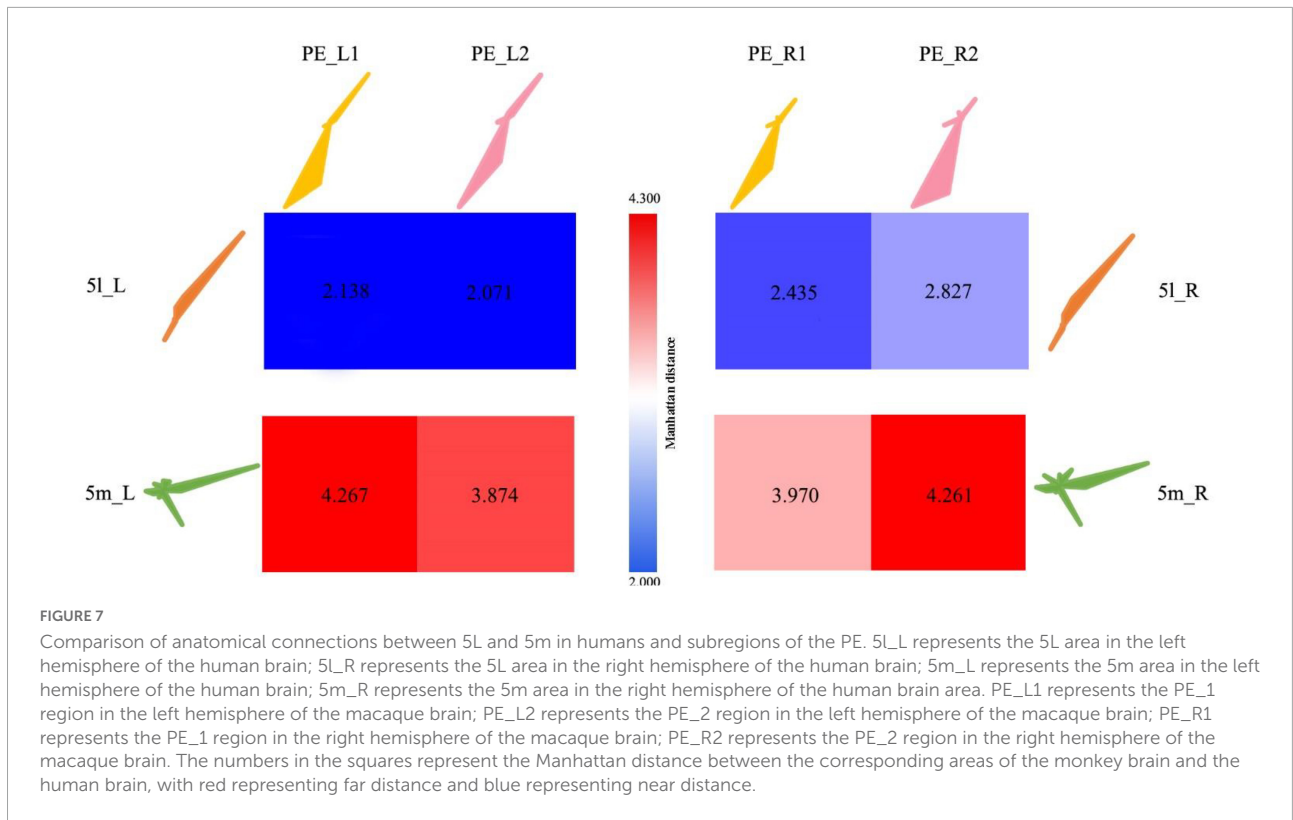 PE_L1 PE_L2 PE_R1 PE_R2
4.300
5l_L 2.138 2.071 2.435 2.827 5l_R
Manhattan distance
5m_L 4.267 3.874 3.970 4.261 5m_R
2.000
FIGURE 7
Comparison of anatomical connections between 5L and 5m in humans and subregions of the PE. 5l_L represents the 5L area in the left
hemisphere of the human brain; 5l_R represents the 5L area in the right hemisphere of the human brain; 5m_L represents the 5m area in the left
hemisphere of the human brain; 5m_R represents the 5m area in the right hemisphere of the human brain area. PE_L1 represents the PE_1
region in the left hemisphere of the macaque brain; PE_L2 represents the PE_2 region in the left hemisphere of the macaque brain; PE_R1
represents the PE_1 region in the right hemisphere of the macaque brain; PE_R2 represents the PE_2 region in the right hemisphere of the
macaque brain. The numbers in the squares represent the Manhattan distance between the corresponding areas of the monkey brain and the
human brain, with red representing far distance and blue representing near distance.